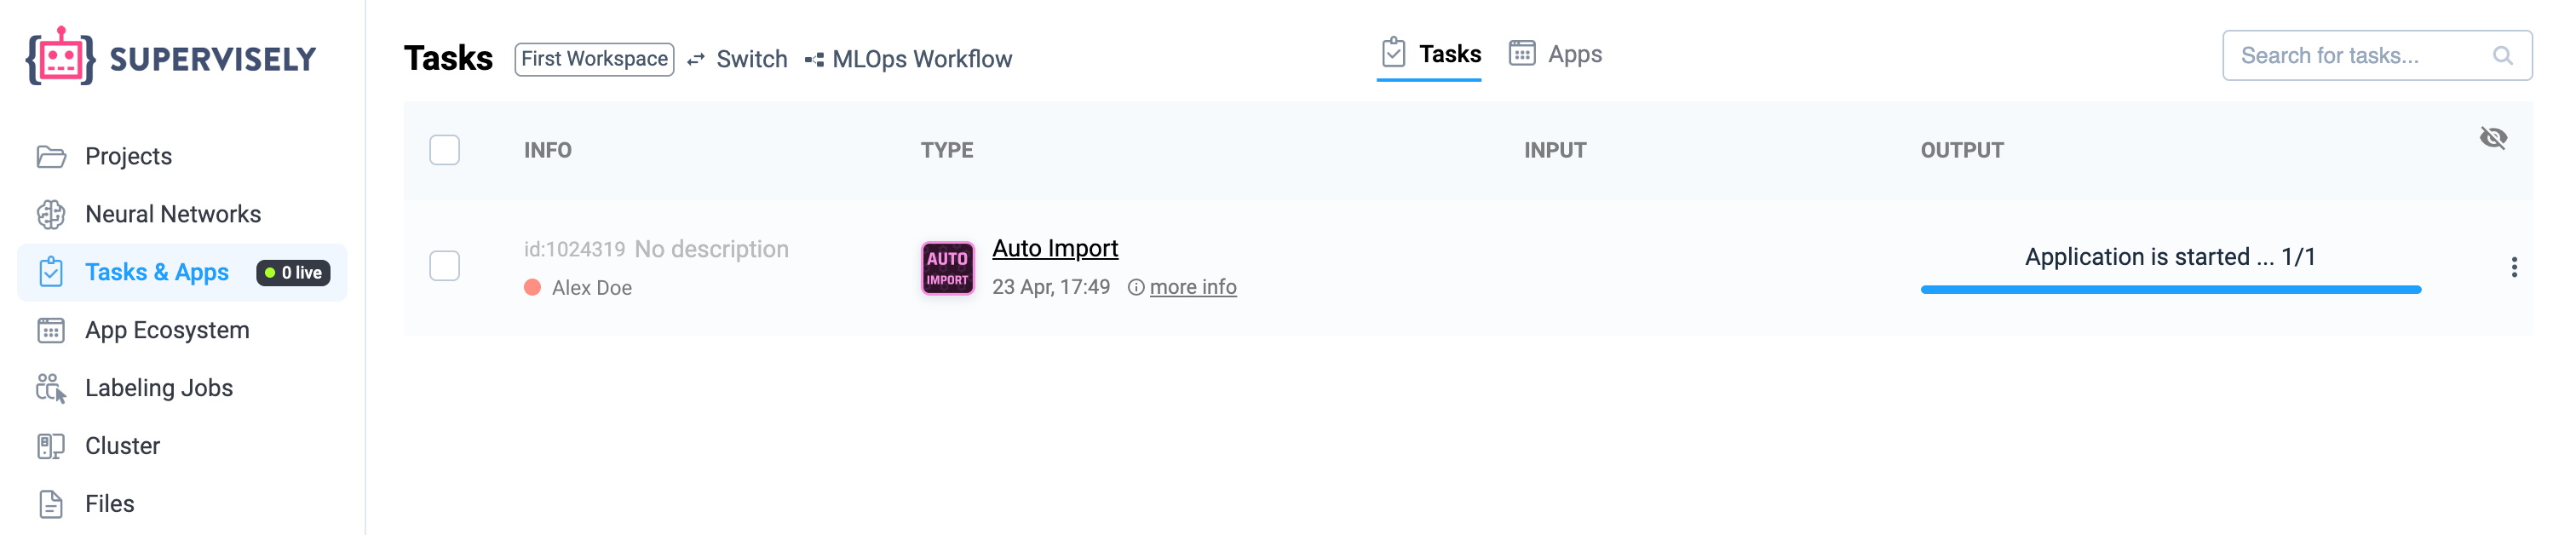 SUPERVISELY
Projects
Neural Networks
Tasks & Apps 0 live
App Ecosystem
Labeling Jobs
Cluster
Files
Tasks First Workspace Switch MLOps Workflow
Tasks Apps
Search for tasks...
INFO TYPE INPUT OUTPUT
id:1024319 No description
Alex Doe
AUTO
IMPORT
Auto Import
23 Apr, 17:49 more info
Application is started ... 1/1